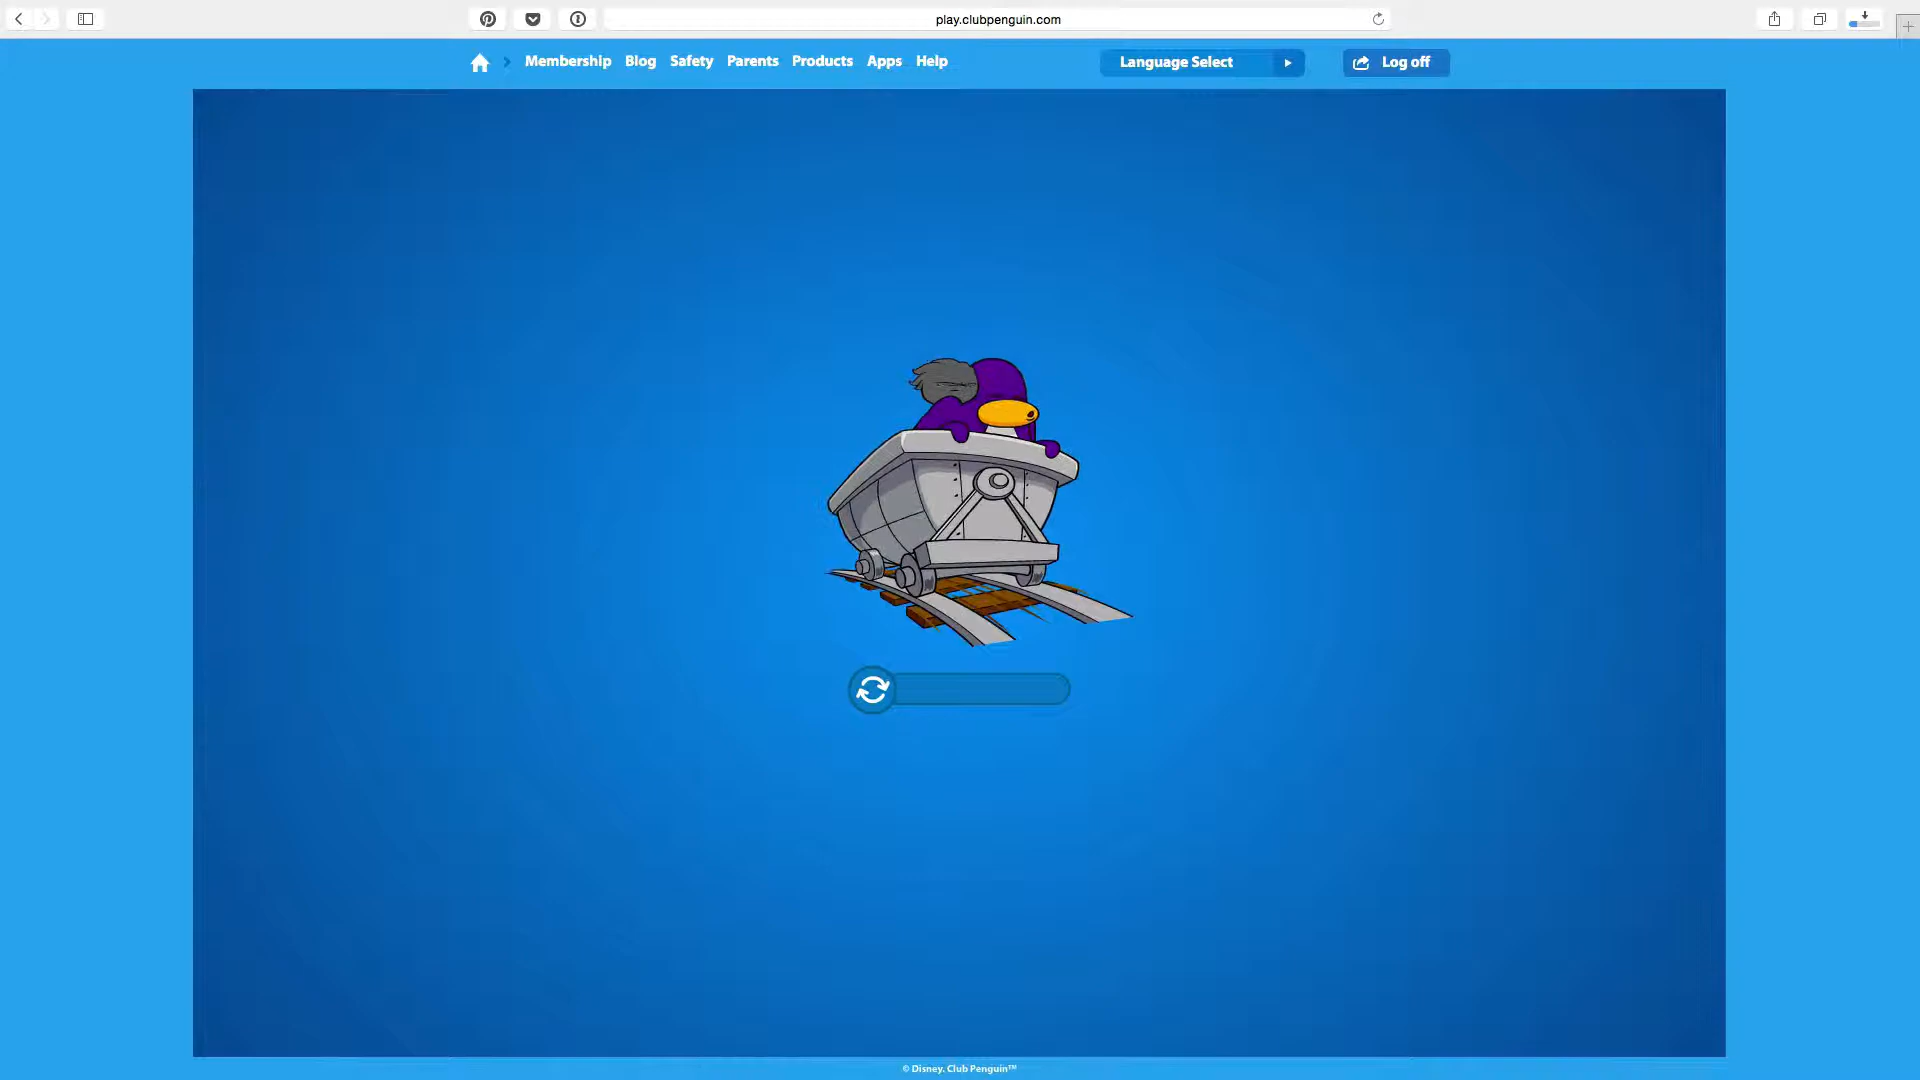 play.clubpenguin.com
Membership Blog Safety Parents Products Apps Help
Language Select
Log off
© Disney. Club Penguin™